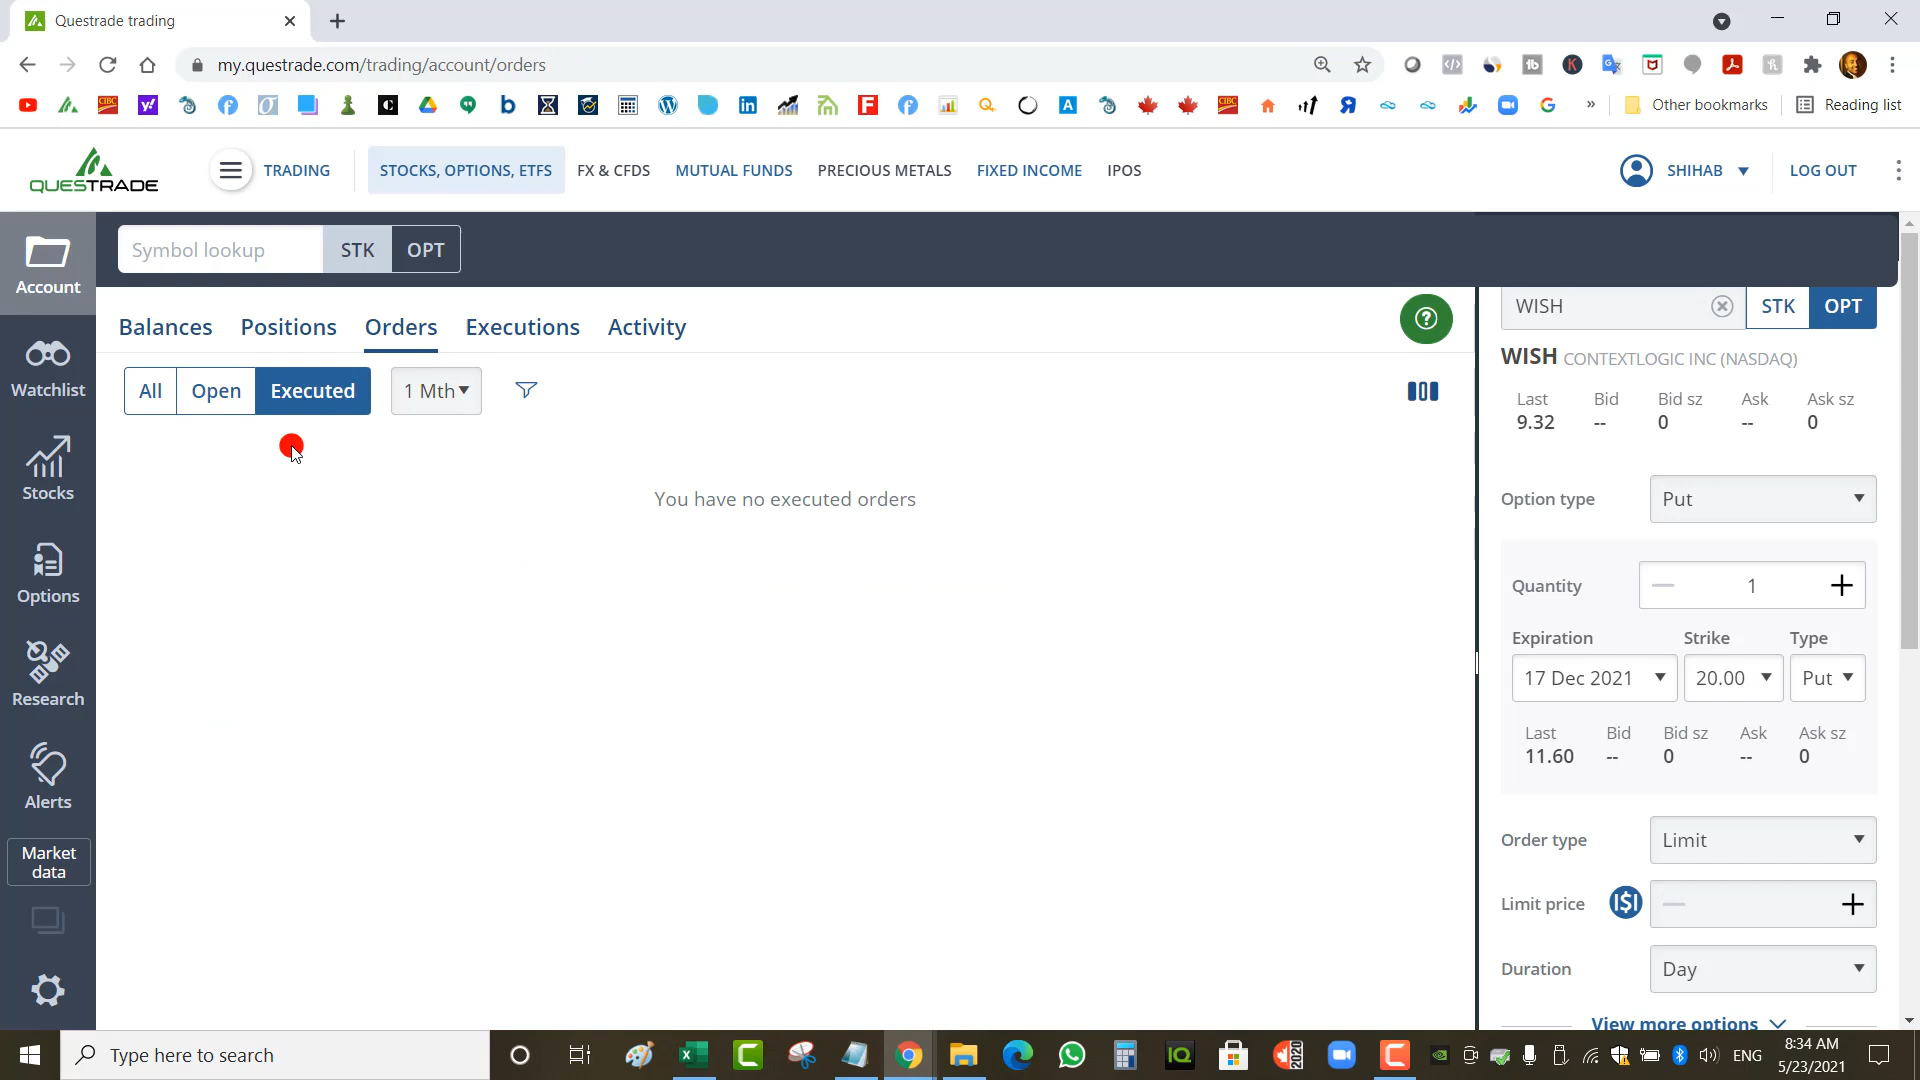 Questrade trading
my.questrade.com/trading/account/orders
Other bookmarks
Reading list
QUESTRADE
TRADING
STOCKS, OPTIONS, ETFS
FX & CFDS
MUTUAL FUNDS
PRECIOUS METALS
FIXED INCOME
IPOS
SHIHAB
LOG OUT
Account
Watchlist
Stocks
Options
Research
Alerts
Market
data
Symbol lookup
STK
OPT
Balances
Positions
Orders
Executions
Activity
All
Open
Executed
1 Mth
You have no executed orders
WISH
STK
OPT
WISH CONTEXTLOGIC INC (NASDAQ)
Last Bid Bid sz Ask Ask sz
9.32 -- 0 -- 0
Option type
Put
Quantity
1
Expiration Strike Type
17 Dec 2021 20.00 Put
Last Bid Bid sz Ask Ask sz
11.60 -- 0 -- 0
Order type
Limit
Limit price
Duration
Day
View more options
Type here to search
ENG
8:34 AM
5/23/2021